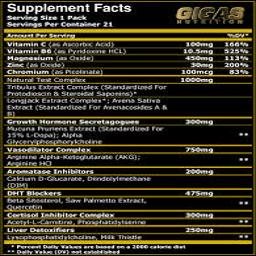 Supplement Facts
Serving Size 1 Pack
Servings Per Container 21
GIGAS
NUTRITION
Amount Per Serving %DV*
Vitamin C (as Ascorbic Acid) 100mg 166%
Vitamin B6 (as Pyridoxine HCL) 10.5mg 525%
Magnesium (as Oxide) 450mg 113%
Zinc (as Oxide) 30mg 200%
Chromium (as Picolinate) 100mcg 83%
Natural Test Complex 1000mg
Tribulus Extract Complex (Standardized For
Protodioscin & Steroidal Saponins)*
Longjack Extract Complex*; Avena Sativa
Extract (Standardized For Avenacosides A &
B)
Growth Hormone Secretagogues 300mg
Mucuna Pruriens Extract (Standardized For
15% L-Dopa); Alpha **
Glycerylphosphorylcholine
Vasodilator Complex 750mg
Arginine Alpha-Ketoglutarate (AKG); **
Arginine HCl
Aromatase Inhibitors 200mg
Calcium D-Glucarate, Diindolylmethane
(DIM)
DHT Blockers 475mg
Beta Sitosterol, Saw Palmetto Extract, **
Quercetin
Cortisol Inhibitor Complex 300mg
Acetyl-L-Carnitine, Phosphatidylserine **
Liver Detoxifiers 250mg
Lysophosphatidylcholine, Milk Thistle **
* Percent Daily Values are based on a 2000 calorie diet
** Daily Value (DV) not established